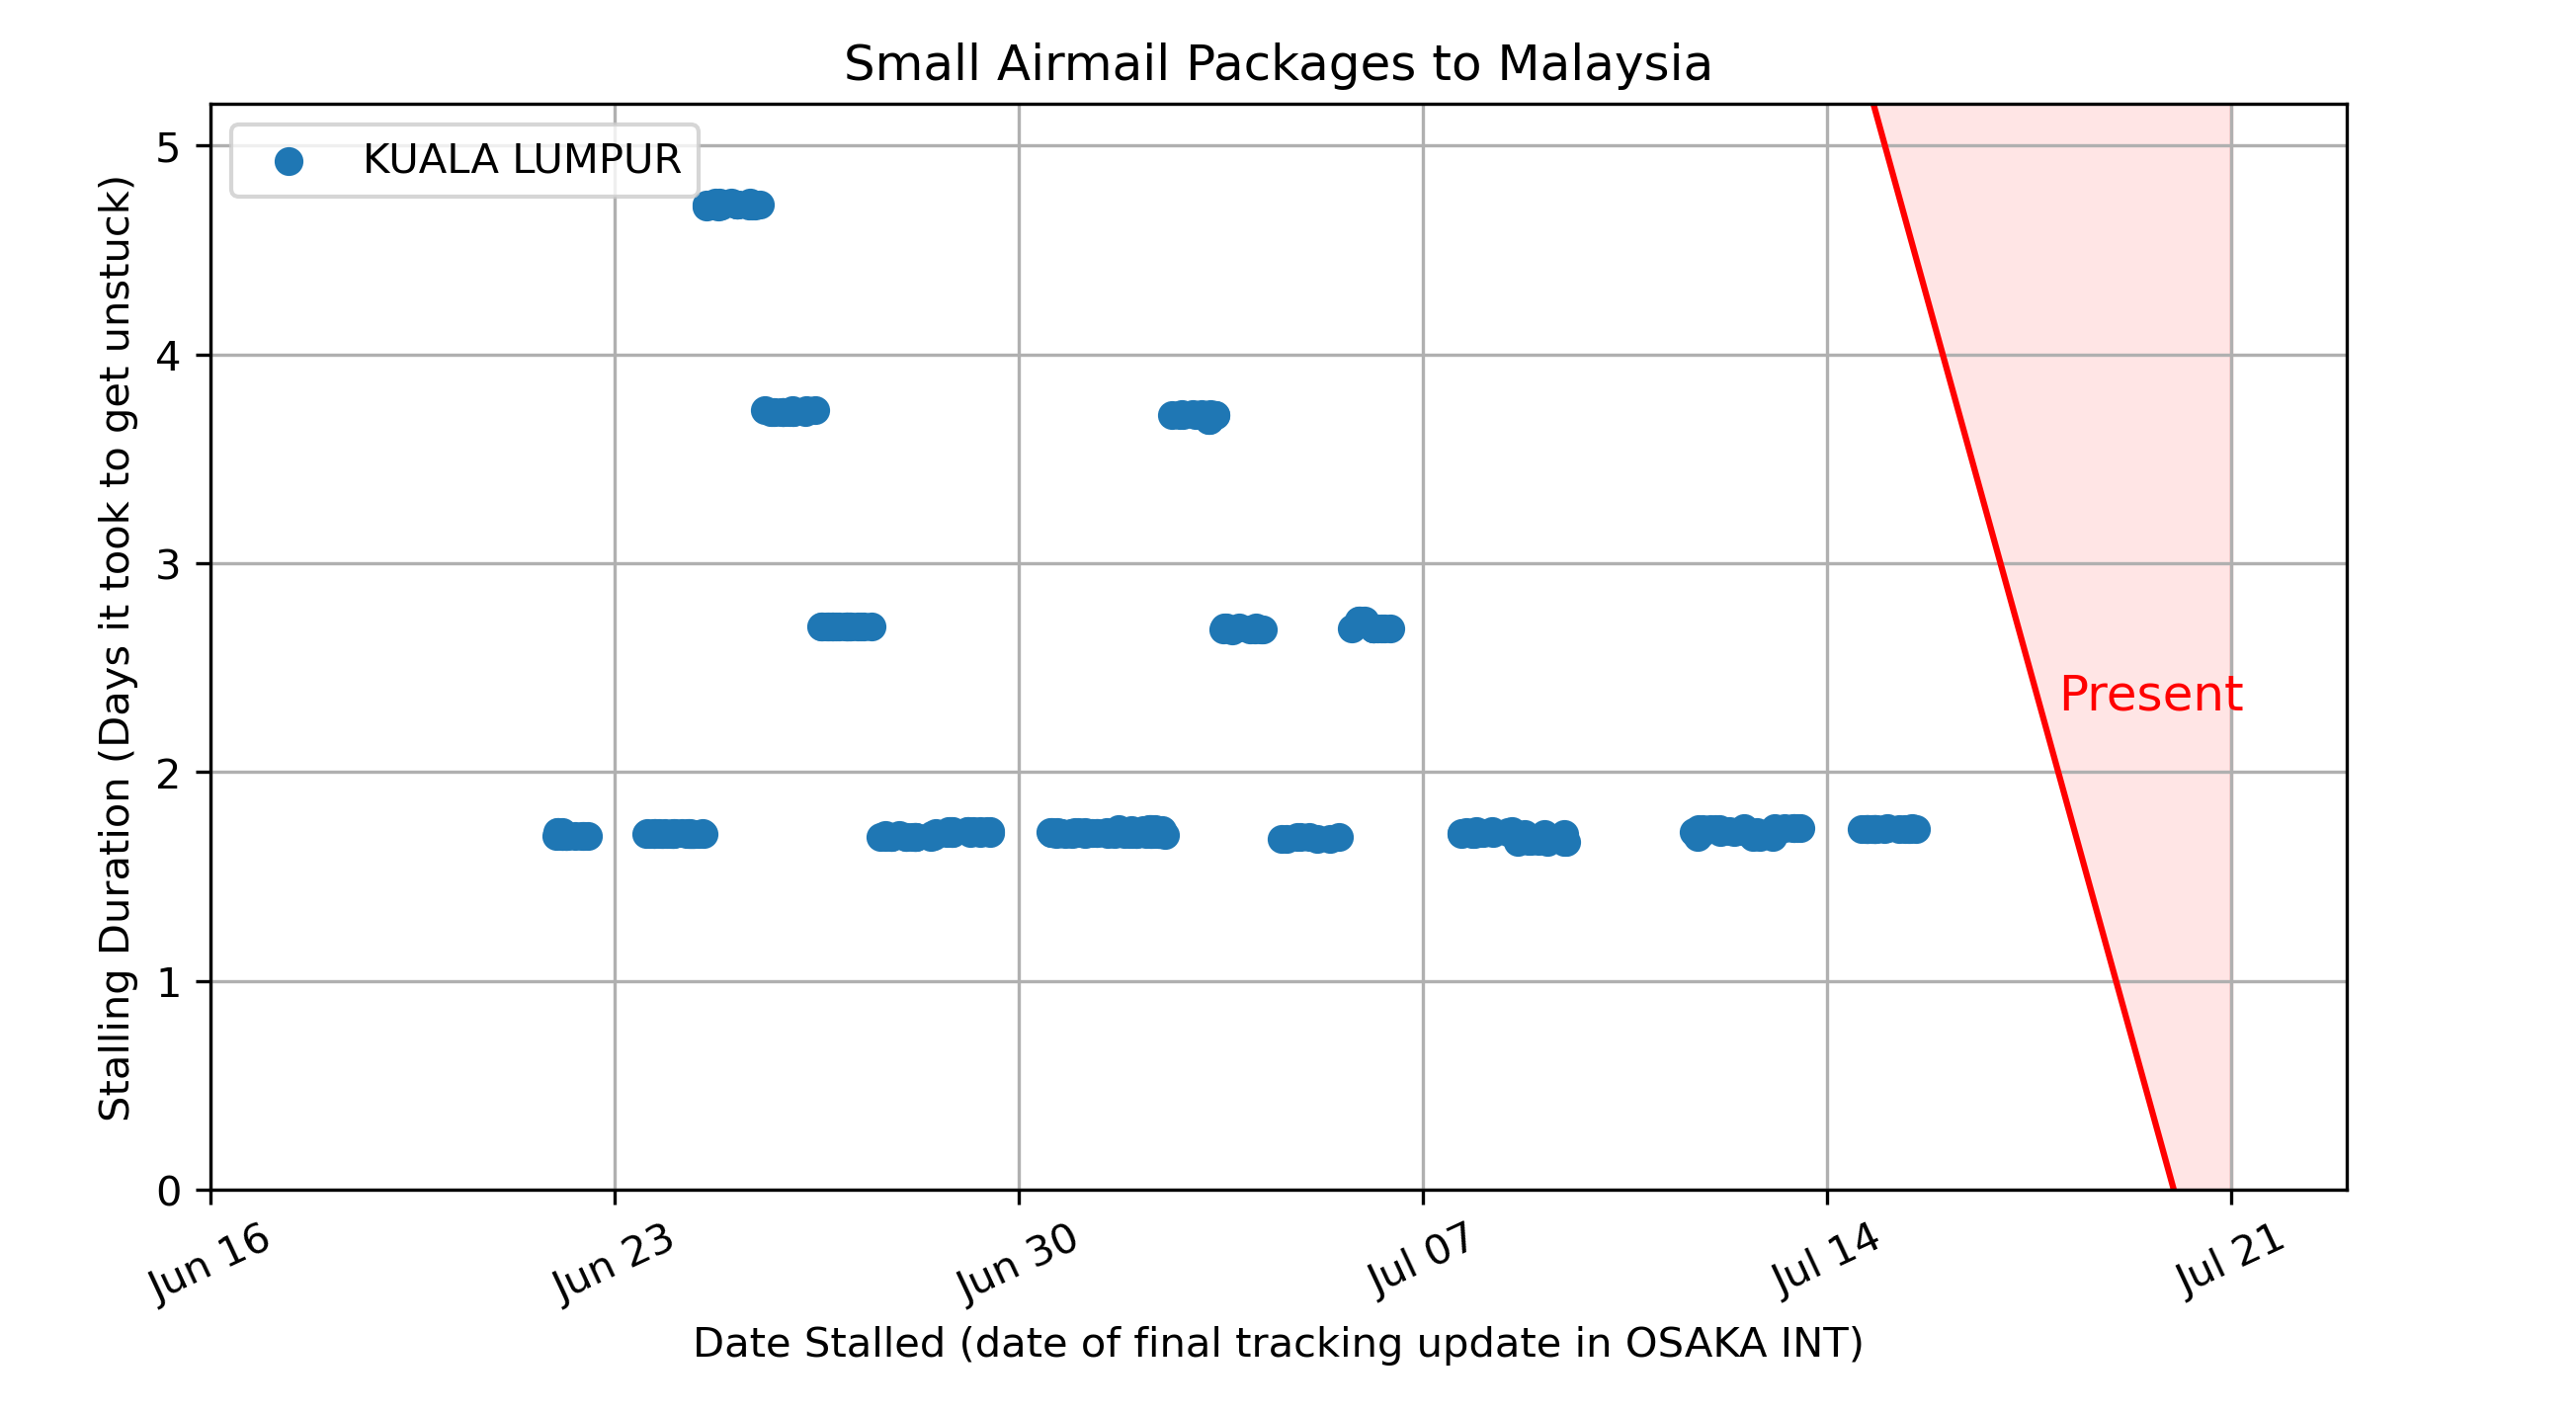 Small Airmail Packages to Malaysia
KUALA LUMPUR
Stalling Duration (Days it took to get unstuck)
5
4
3
2
1
0
Present
Jun 16
Jun 23
Jun 30
Jul 07
Jul 14
Jul 21
Date Stalled (date of final tracking update in OSAKA INT)